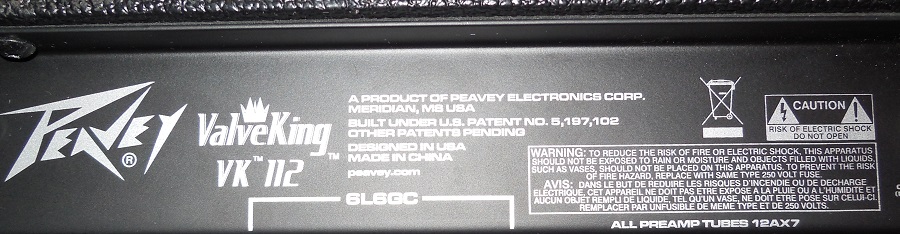 PEAVEY®
ValveKing™
VK™ 112
A PRODUCT OF PEAVEY ELECTRONICS CORP.
MERIDIAN, MS USA
BUILT UNDER U.S. PATENT NO. 5,197,102
OTHER PATENTS PENDING
DESIGNED IN USA
MADE IN CHINA
peavey.com
6L6GC
CAUTION
RISK OF ELECTRIC SHOCK
DO NOT OPEN
WARNING: TO REDUCE THE RISK OF FIRE OR ELECTRIC SHOCK, THIS APPARATUS
SHOULD NOT BE EXPOSED TO RAIN OR MOISTURE AND OBJECTS FILLED WITH LIQUIDS,
SUCH AS VASES, SHOULD NOT BE PLACED ON THIS APPARATUS. TO PREVENT THE RISK
OF FIRE HAZARD, REPLACE WITH SAME TYPE 250 VOLT FUSE.
AVIS: DANS LE BUT DE REDUIRE LES RISQUES D'INCENDIE OU DE DECHARGE
ELECTRIQUE, CET APPAREIL NE DOIT PAS ETRE EXPOSE A LA PLUIE OU A L'HUMIDITE ET
AUCUN OBJET REMPLI DE LIQUIDE, TEL QU'UN VASE, NE DOIT ETRE POSE SUR CELUI-CI.
REMPLACER PAR UN FUSIBLE DE MEME TYPE ET DE 250 VOLTS.
ALL PREAMP TUBES 12AX7